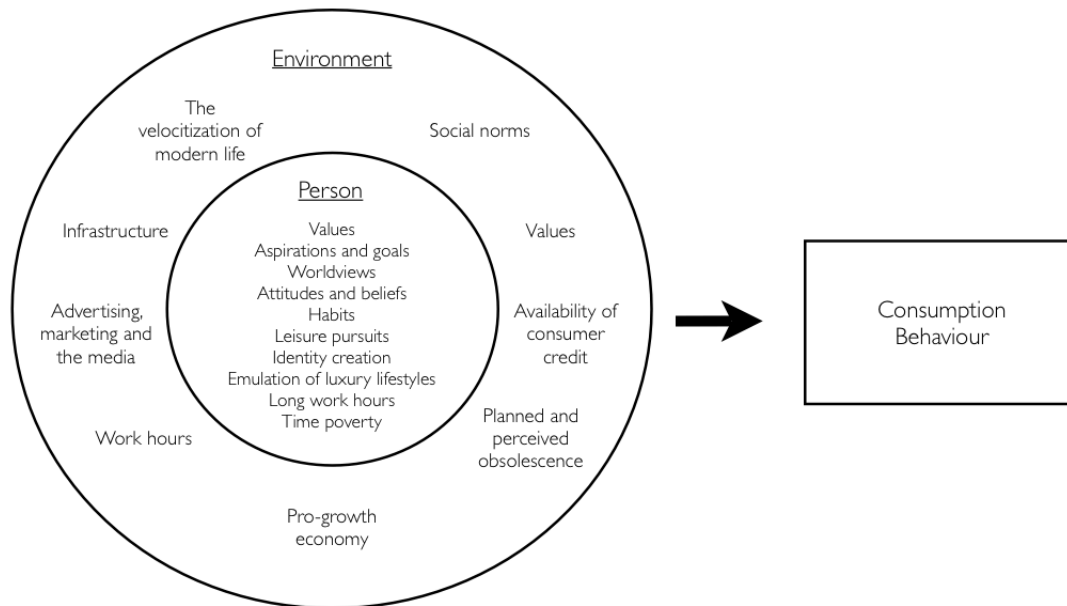 Environment
The
velocitization of
modern life
Social norms
Infrastructure
Values
Advertising,
marketing and
the media
Availability of
consumer
credit
Work hours
Planned and
perceived
obsolescence
Pro-growth
economy
Person
Values
Aspirations and goals
Worldviews
Attitudes and beliefs
Habits
Leisure pursuits
Identity creation
Emulation of luxury lifestyles
Long work hours
Time poverty
Consumption
Behaviour